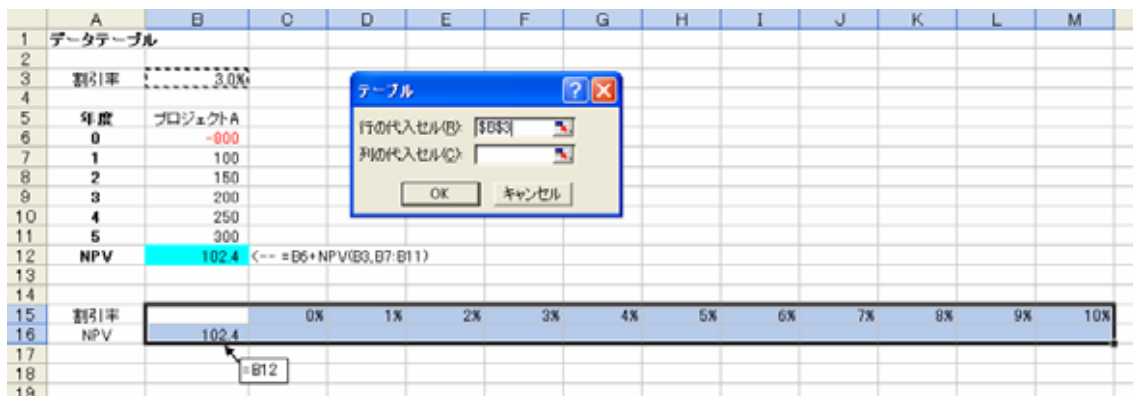 A B C D E F G H I J K L M
1 データテーブル
2
3 割引率 3.0%
4
5 年度 プロジェクトA
6 0 -800
7 1 100
8 2 150
9 3 200
10 4 250
11 5 300
12 NPV 102.4 <-- =B6+NPV(B3,B7:B11)
13
14
15 割引率 0% 1% 2% 3% 4% 5% 6% 7% 8% 9% 10%
16 NPV 102.4
17
18 =B12
19
テーブル
行の代入セル(R): $B$3
列の代入セル(C):
OK キャンセル